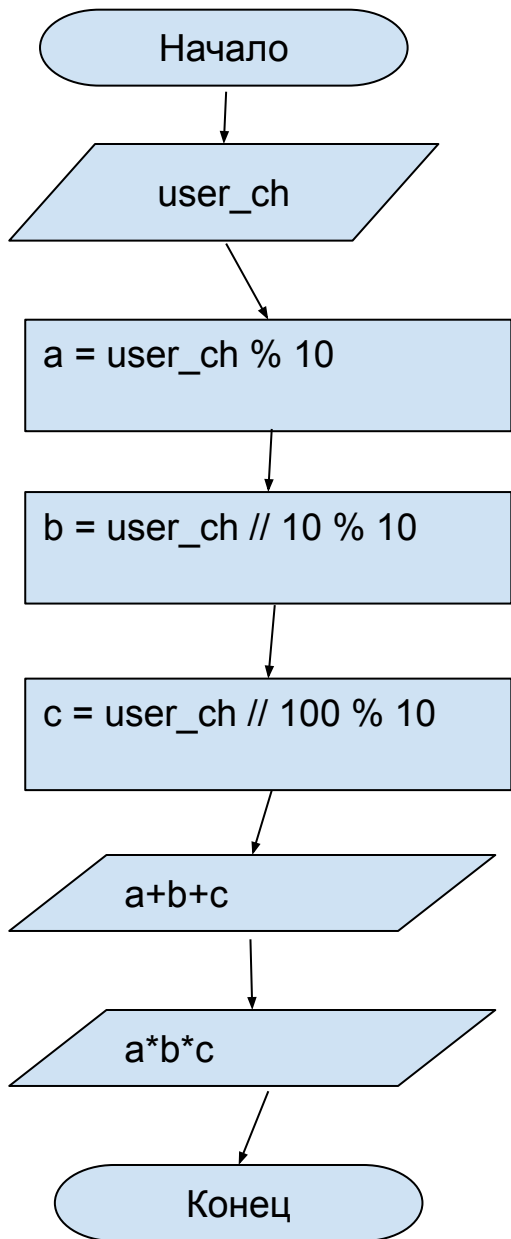 Начало
user_ch
a = user_ch % 10
b = user_ch // 10 % 10
c = user_ch // 100 % 10
a+b+c
a*b*c
Конец